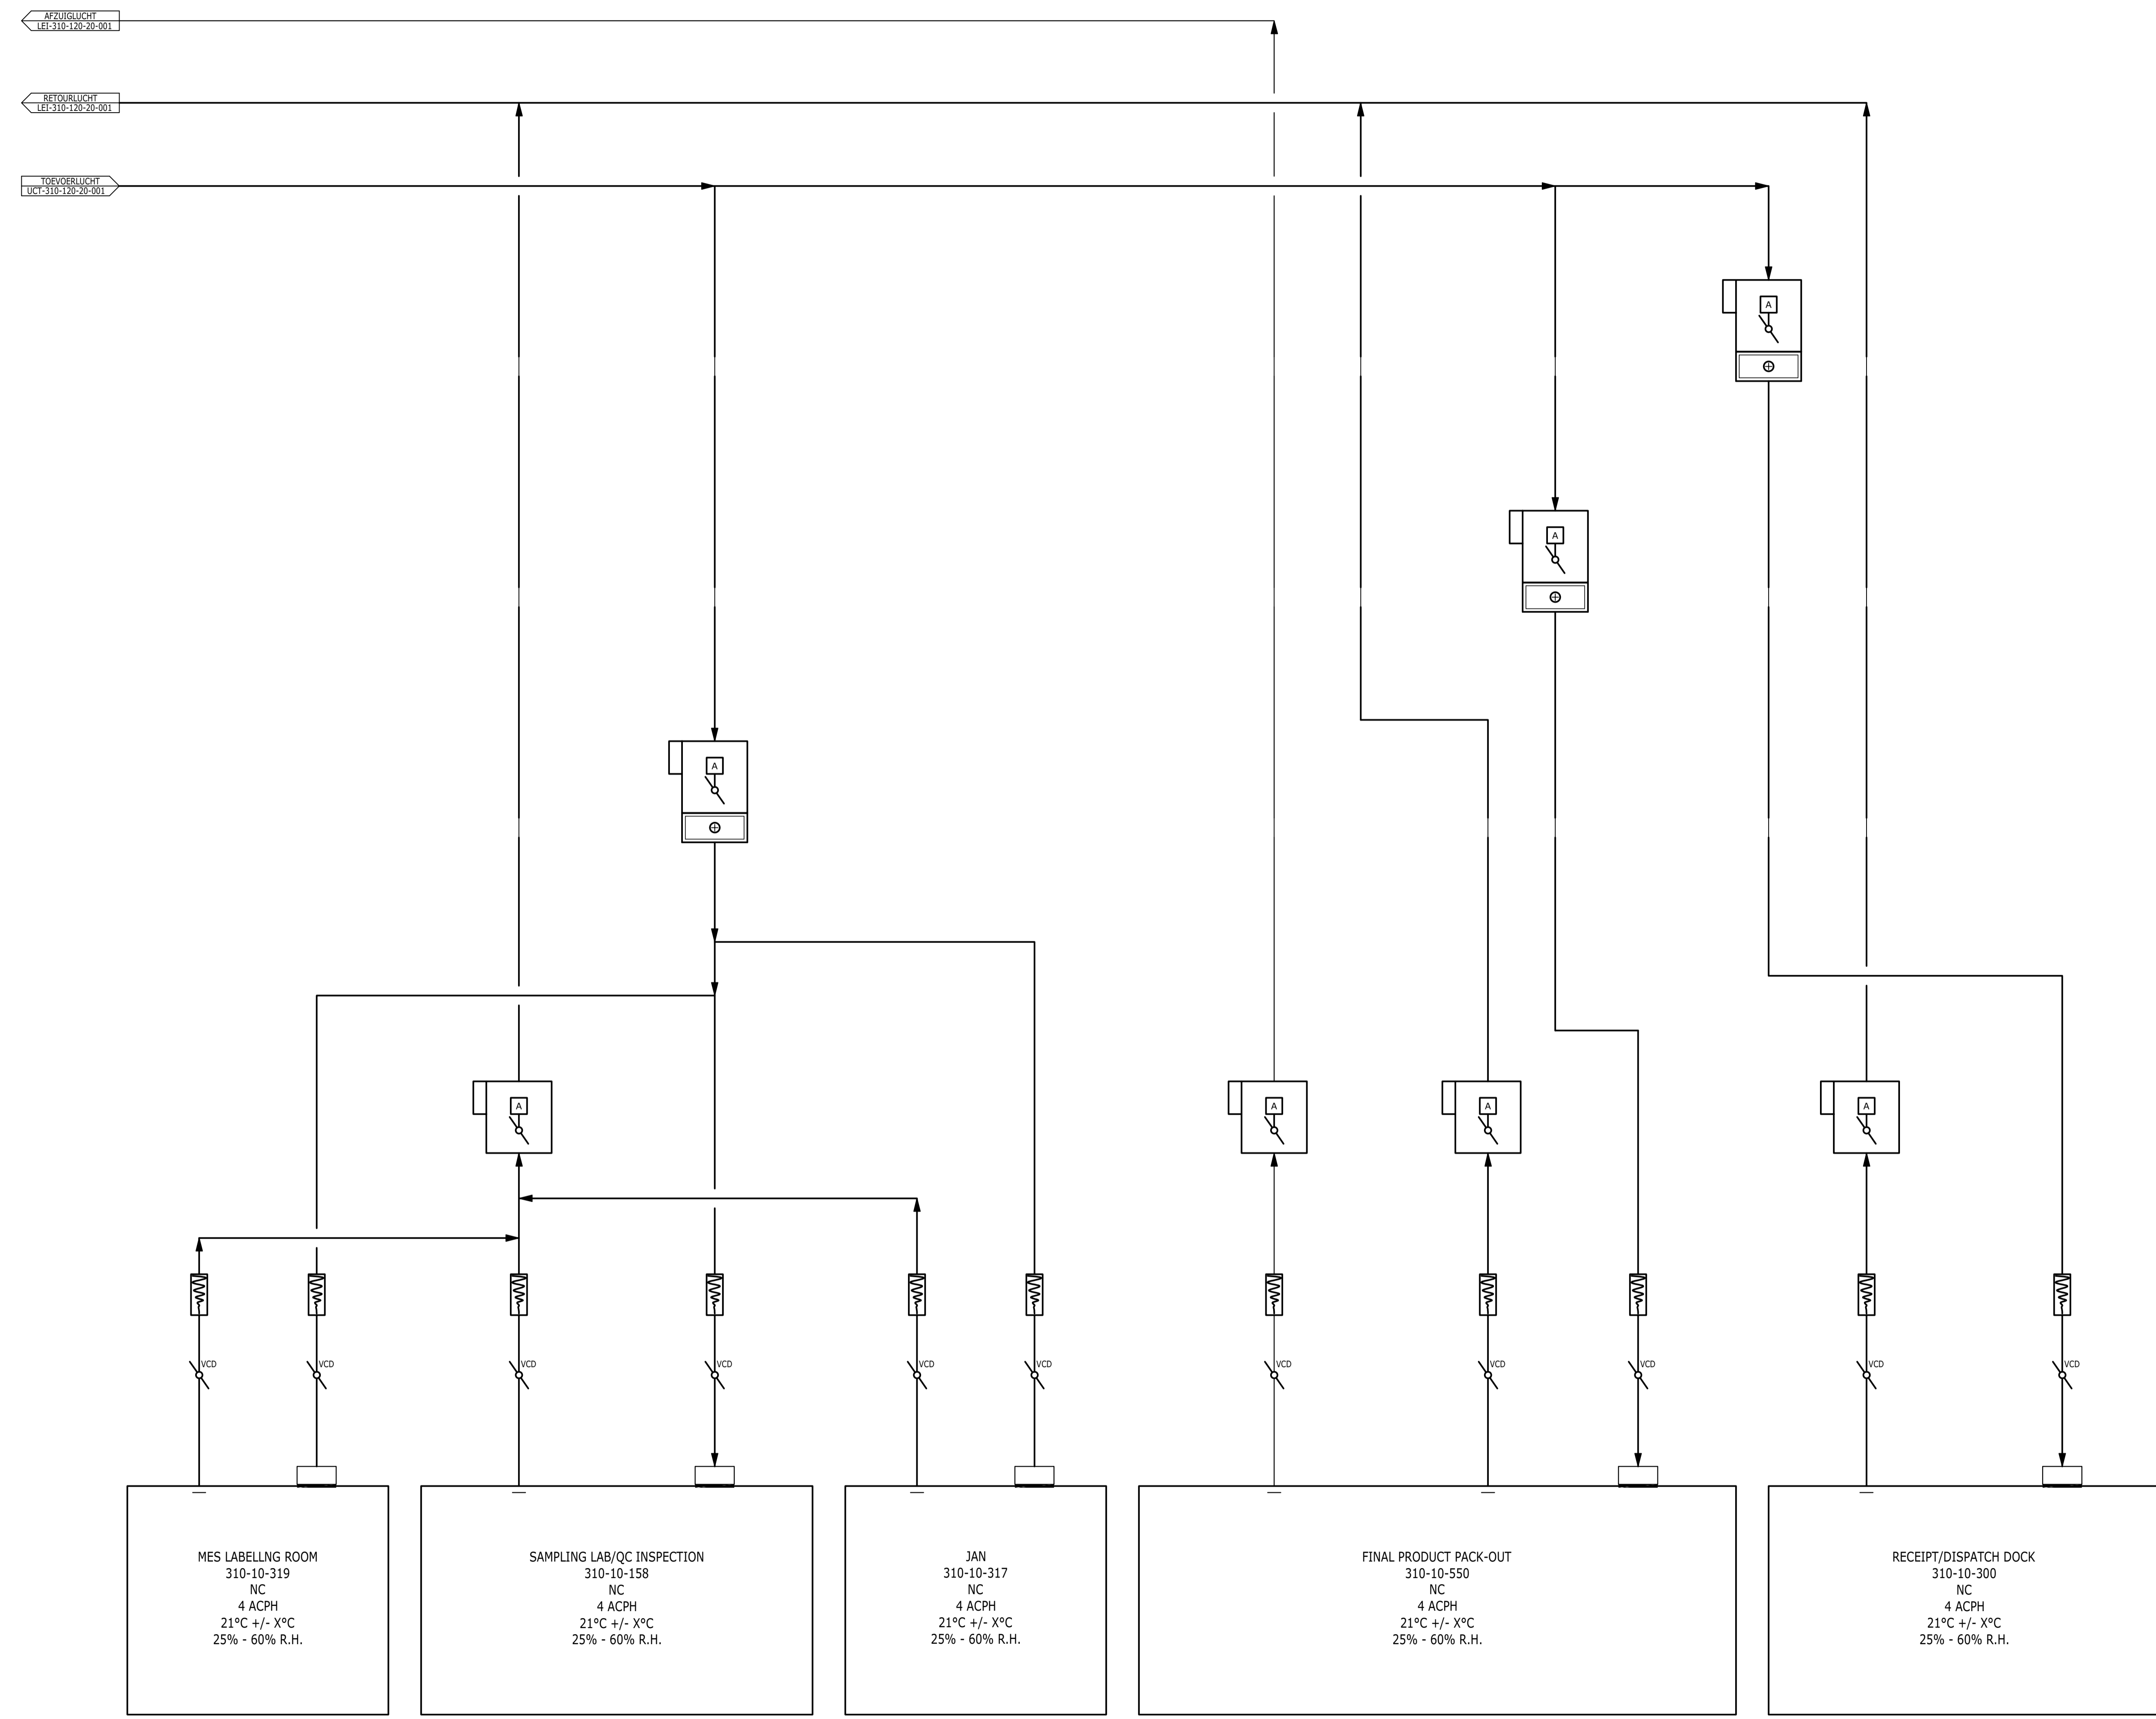 AFZUIGLUCHT
LEI-310-120-20-001
RETOURLUCHT
LEI-310-120-20-001
TOEVOERLUCHT
UCT-310-120-20-001
A
A
A
A
A
A
A
VCD
VCD
VCD
VCD
VCD
VCD
VCD
VCD
VCD
VCD
VCD
MES LABELLNG ROOM
310-10-319
NC
4 ACPH
21°C +/- X°C
25% - 60% R.H.
SAMPLING LAB/QC INSPECTION
310-10-158
NC
4 ACPH
21°C +/- X°C
25% - 60% R.H.
JAN
310-10-317
NC
4 ACPH
21°C +/- X°C
25% - 60% R.H.
FINAL PRODUCT PACK-OUT
310-10-550
NC
4 ACPH
21°C +/- X°C
25% - 60% R.H.
RECEIPT/DISPATCH DOCK
310-10-300
NC
4 ACPH
21°C +/- X°C
25% - 60% R.H.